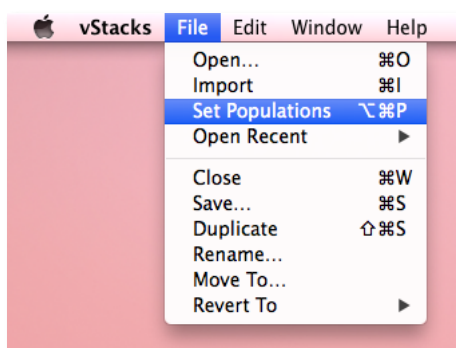 vStacks File Edit Window Help
Open... ⌘O
Import ⌘I
Set Populations ⌥⌘P
Open Recent ▶
Close ⌘W
Save... ⌘S
Duplicate ⇧⌘S
Rename...
Move To...
Revert To ▶